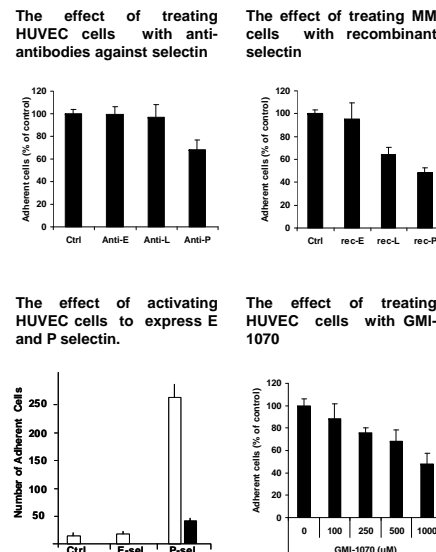 The effect of treating
HUVEC cells with anti-
antibodies against selectin
Adherent cells (% of control)
120
100
80
60
40
20
0
Ctrl Anti-E Anti-L Anti-P
The effect of treating MM
cells with recombinant
selectin
Adherent cells (% of control)
120
100
80
60
40
20
0
Ctrl rec-E rec-L rec-P
The effect of activating
HUVEC cells to express E
and P selectin.
Number of Adherent Cells
250
200
150
100
50
Ctrl E-sel P-sel
The effect of treating
HUVEC cells with GMI-
1070
Adherent cells (% of control)
120
100
80
60
40
20
0
0 100 250 500 1000
GMI-1070 (uM)